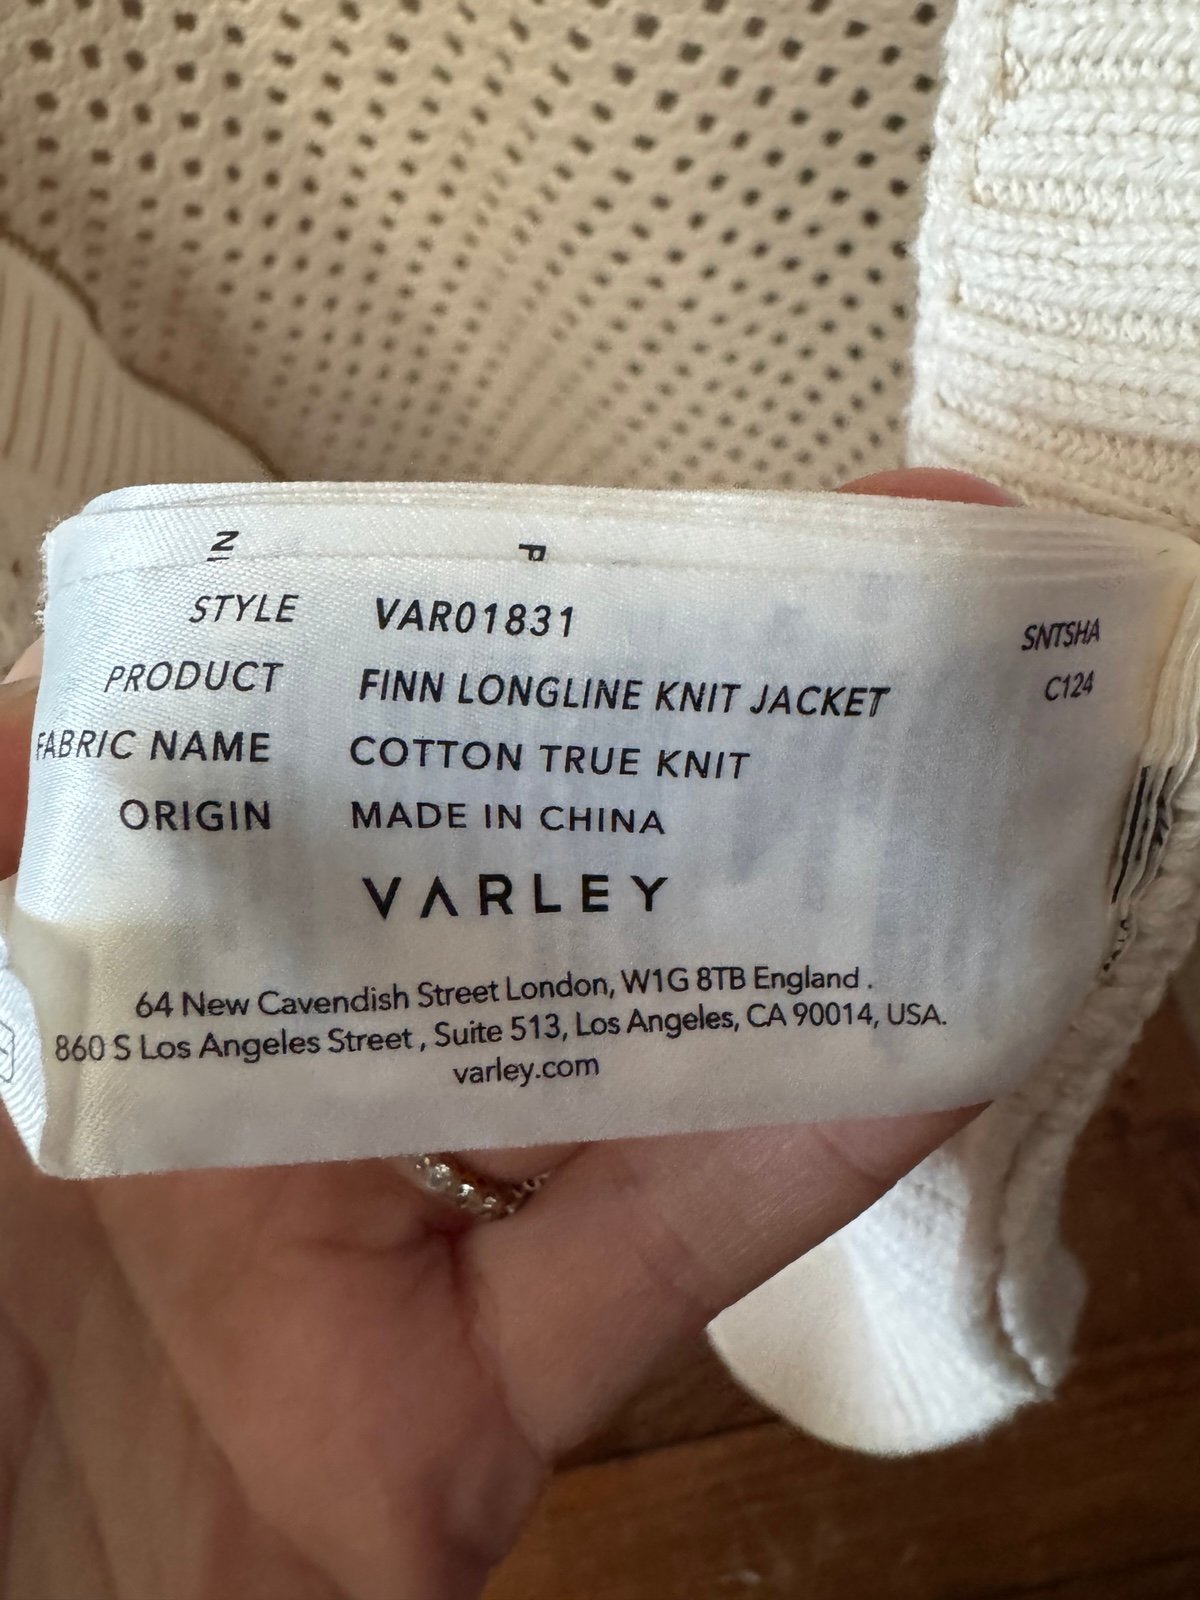 STYLE VAR01831
PRODUCT FINN LONGLINE KNIT JACKET
FABRIC NAME COTTON TRUE KNIT
ORIGIN MADE IN CHINA
SNTSHA
C124
VARLEY
64 New Cavendish Street London, W1G 8TB England .
860 S Los Angeles Street , Suite 513, Los Angeles, CA 90014, USA.
varley.com